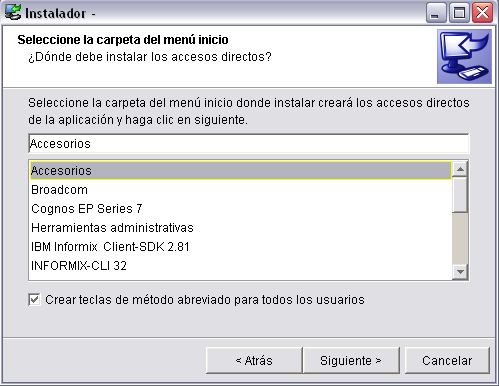 Instalador -
Seleccione la carpeta del menú inicio
¿Dónde debe instalar los accesos directos?
Seleccione la carpeta del menú inicio donde instalar creará los accesos directos
de la aplicación y haga clic en siguiente.
Accesorios
Accesorios
Broadcom
Cognos EP Series 7
Herramientas administrativas
IBM Informix Client-SDK 2.81
INFORMIX-CLI 32
Crear teclas de método abreviado para todos los usuarios
< Atrás
Siguiente >
Cancelar